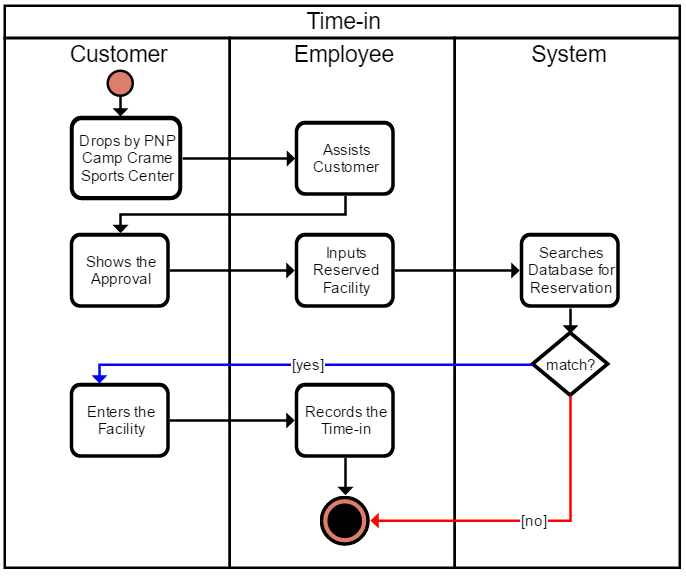 Time-in
Customer
Employee
System
Drops by PNP
Camp Crame
Sports Center
Assists
Customer
Shows the
Approval
Inputs
Reserved
Facility
Searches
Database for
Reservation
match?
[yes]
Enters the
Facility
Records the
Time-in
[no]